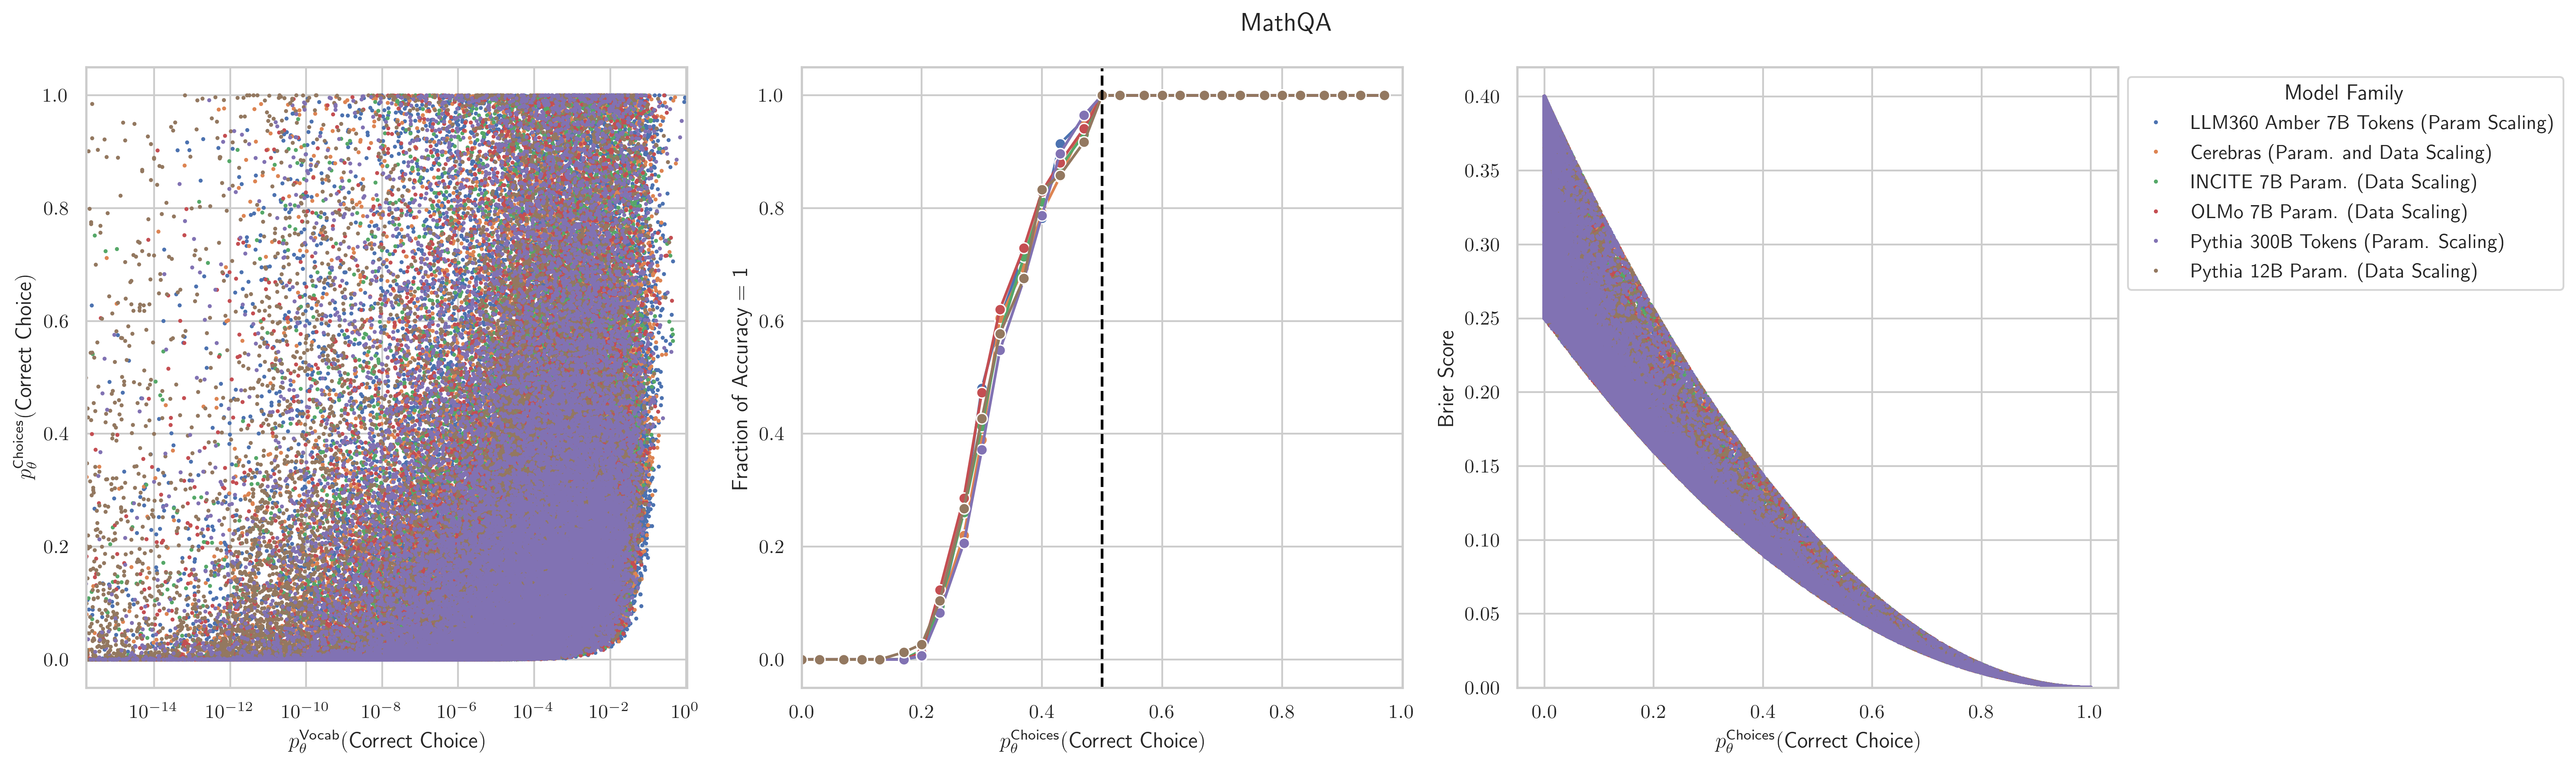 MathQA
1.0
0.8
0.6
0.4
0.2
0.0
p_θ^Choices(Correct Choice)
10^−14 10^−12 10^−10 10^−8 10^−6 10^−4 10^−2 10^0
p_θ^Vocab(Correct Choice)
1.0
0.8
0.6
0.4
0.2
0.0
Fraction of Accuracy = 1
0.0 0.2 0.4 0.6 0.8 1.0
p_θ^Choices(Correct Choice)
0.40
0.35
0.30
0.25
0.20
0.15
0.10
0.05
0.00
Brier Score
0.0 0.2 0.4 0.6 0.8 1.0
p_θ^Choices(Correct Choice)
Model Family
LLM360 Amber 7B Tokens (Param Scaling)
Cerebras (Param. and Data Scaling)
INCITE 7B Param. (Data Scaling)
OLMo 7B Param. (Data Scaling)
Pythia 300B Tokens (Param. Scaling)
Pythia 12B Param. (Data Scaling)